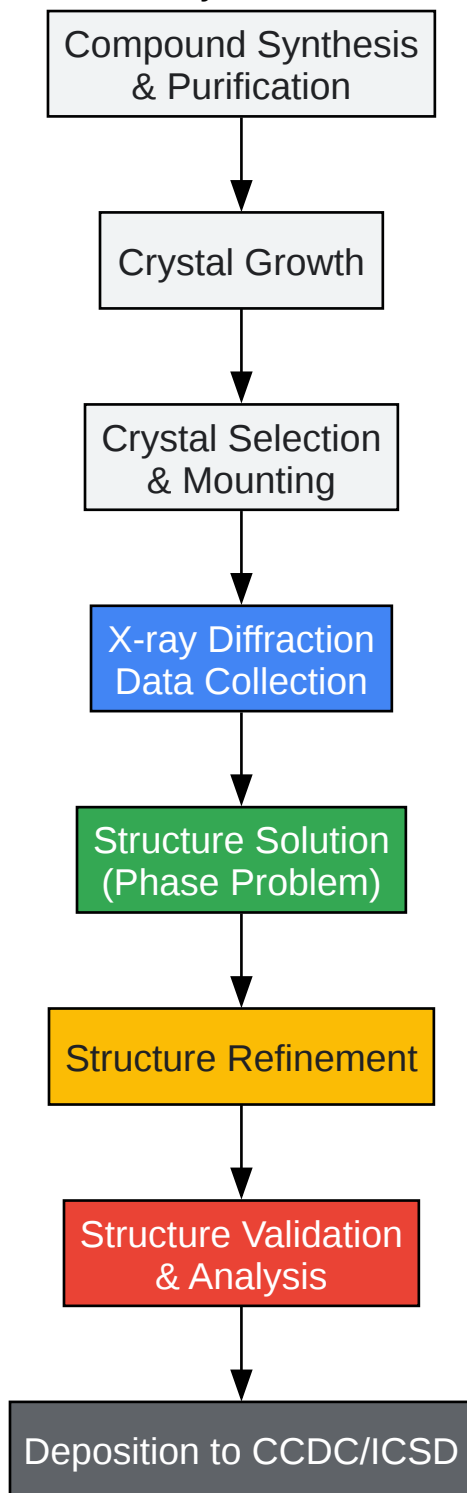 Compound Synthesis
& Purification
Crystal Growth
Crystal Selection
& Mounting
X-ray Diffraction
Data Collection
Structure Solution
(Phase Problem)
Structure Refinement
Structure Validation
& Analysis
Deposition to CCDC/ICSD